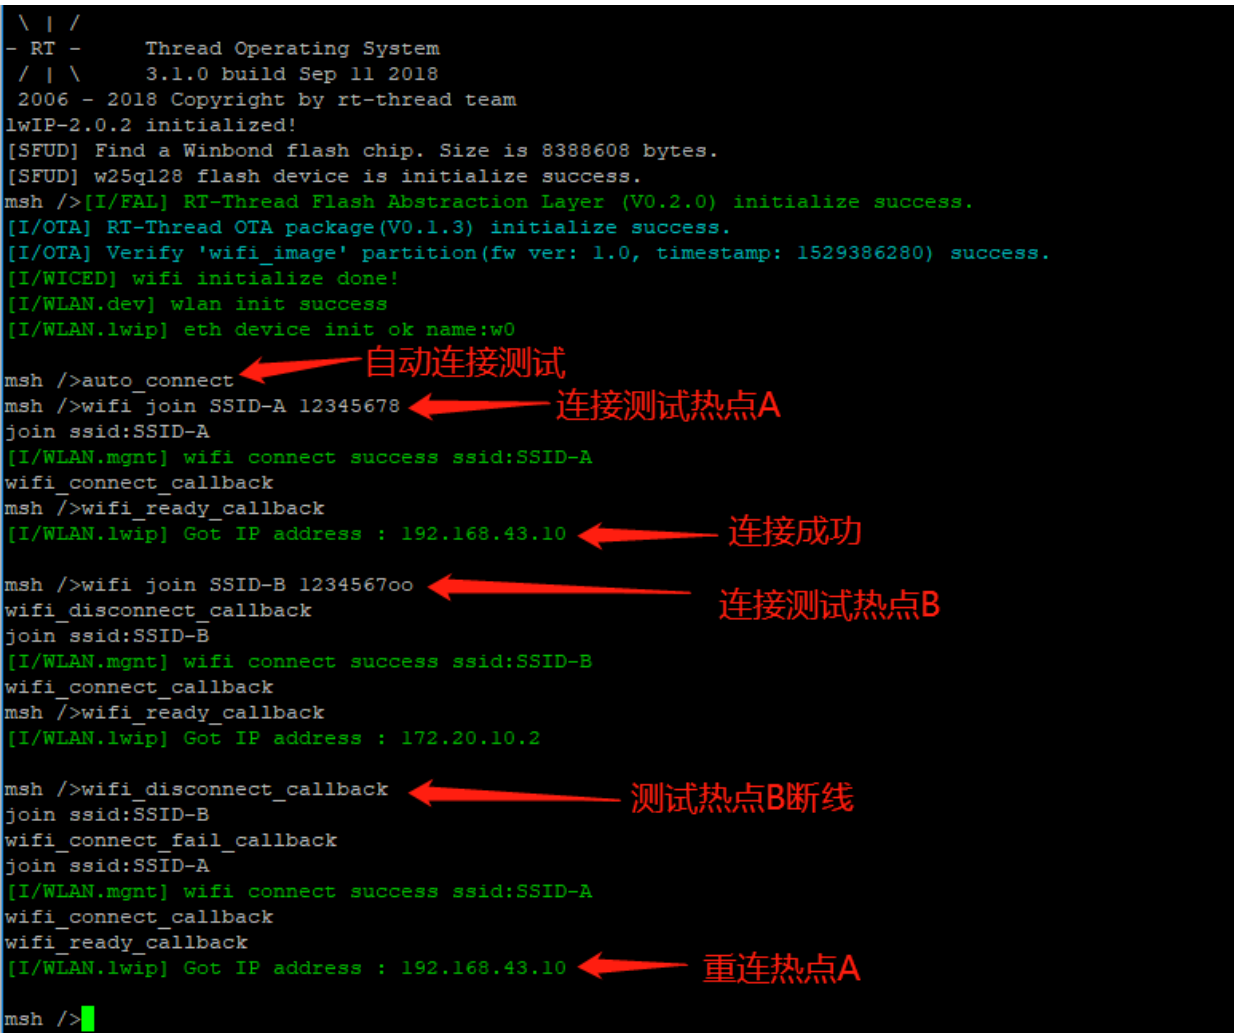 \ | /
- RT -     Thread Operating System
/ | \     3.1.0 build Sep 11 2018
2006 - 2018 Copyright by rt-thread team
lwIP-2.0.2 initialized!
[SFUD] Find a Winbond flash chip. Size is 8388608 bytes.
[SFUD] w25q128 flash device is initialize success.
msh />[I/FAL] RT-Thread Flash Abstraction Layer (V0.2.0) initialize success.
[I/OTA] RT-Thread OTA package(V0.1.3) initialize success.
[I/OTA] Verify 'wifi_image' partition(fw ver: 1.0, timestamp: 1529386280) success.
[I/WICED] wifi initialize done!
[I/WLAN.dev] wlan init success
[I/WLAN.lwip] eth device init ok name:w0
自动连接测试
msh />auto_connect
msh />wifi join SSID-A 12345678
连接测试热点A
join ssid:SSID-A
[I/WLAN.mgnt] wifi connect success ssid:SSID-A
wifi_connect_callback
msh />wifi_ready_callback
[I/WLAN.lwip] Got IP address : 192.168.43.10
连接成功
msh />wifi join SSID-B 1234567oo
连接测试热点B
wifi_disconnect_callback
join ssid:SSID-B
[I/WLAN.mgnt] wifi connect success ssid:SSID-B
wifi_connect_callback
msh />wifi_ready_callback
[I/WLAN.lwip] Got IP address : 172.20.10.2
msh />wifi_disconnect_callback
测试热点B断线
join ssid:SSID-B
wifi_connect_fail_callback
join ssid:SSID-A
[I/WLAN.mgnt] wifi connect success ssid:SSID-A
wifi_connect_callback
wifi_ready_callback
[I/WLAN.lwip] Got IP address : 192.168.43.10
重连热点A
msh />